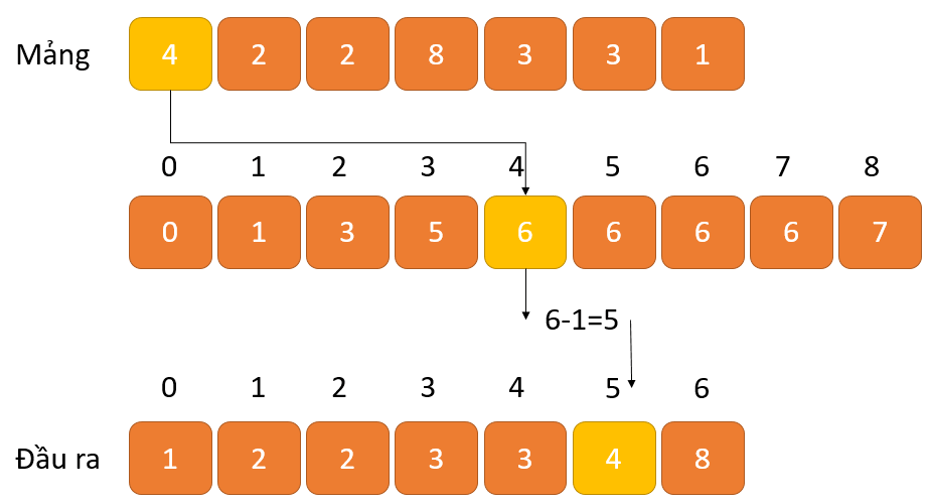 Mảng 4 2 2 8 3 3 1
0 1 2 3 4 5 6 7 8
0 1 3 5 6 6 6 6 7
6-1=5
0 1 2 3 4 5 6
Đầu ra 1 2 2 3 3 4 8